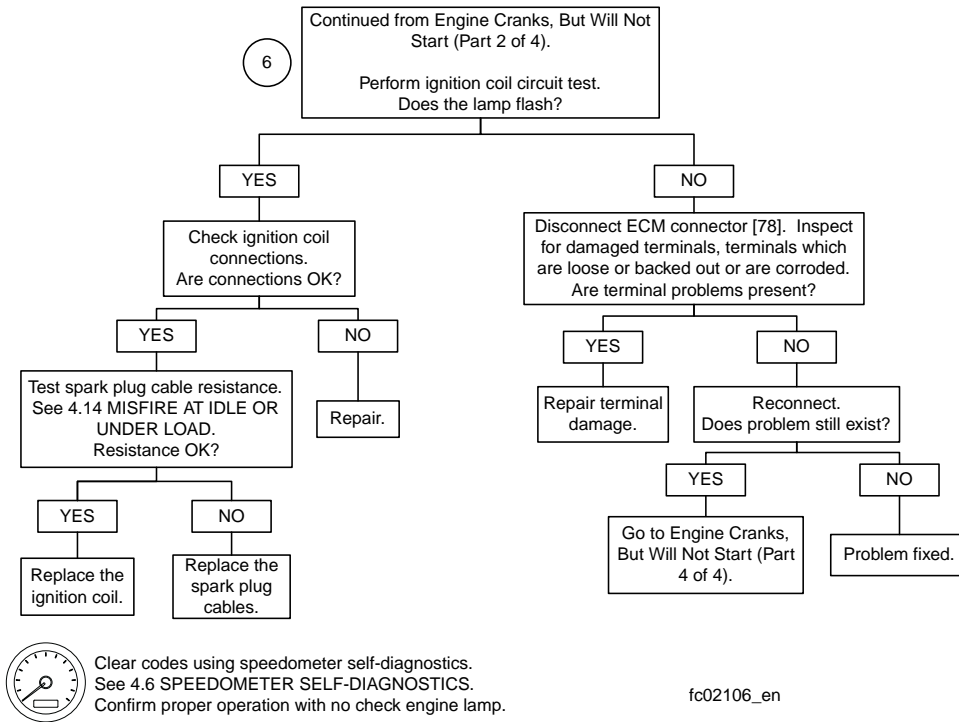 Continued from Engine Cranks, But Will Not
Start (Part 2 of 4).
6
Perform ignition coil circuit test.
Does the lamp flash?
YES
NO
Check ignition coil
connections.
Are connections OK?
Disconnect ECM connector [78]. Inspect
for damaged terminals, terminals which
are loose or backed out or are corroded.
Are terminal problems present?
YES
NO
YES
NO
Test spark plug cable resistance.
See 4.14 MISFIRE AT IDLE OR
UNDER LOAD.
Resistance OK?
Repair.
Repair terminal
damage.
Reconnect.
Does problem still exist?
YES
NO
YES
NO
Replace the
ignition coil.
Replace the
spark plug
cables.
Go to Engine Cranks,
But Will Not Start (Part
4 of 4).
Problem fixed.
Clear codes using speedometer self-diagnostics.
See 4.6 SPEEDOMETER SELF-DIAGNOSTICS.
Confirm proper operation with no check engine lamp.
fc02106_en